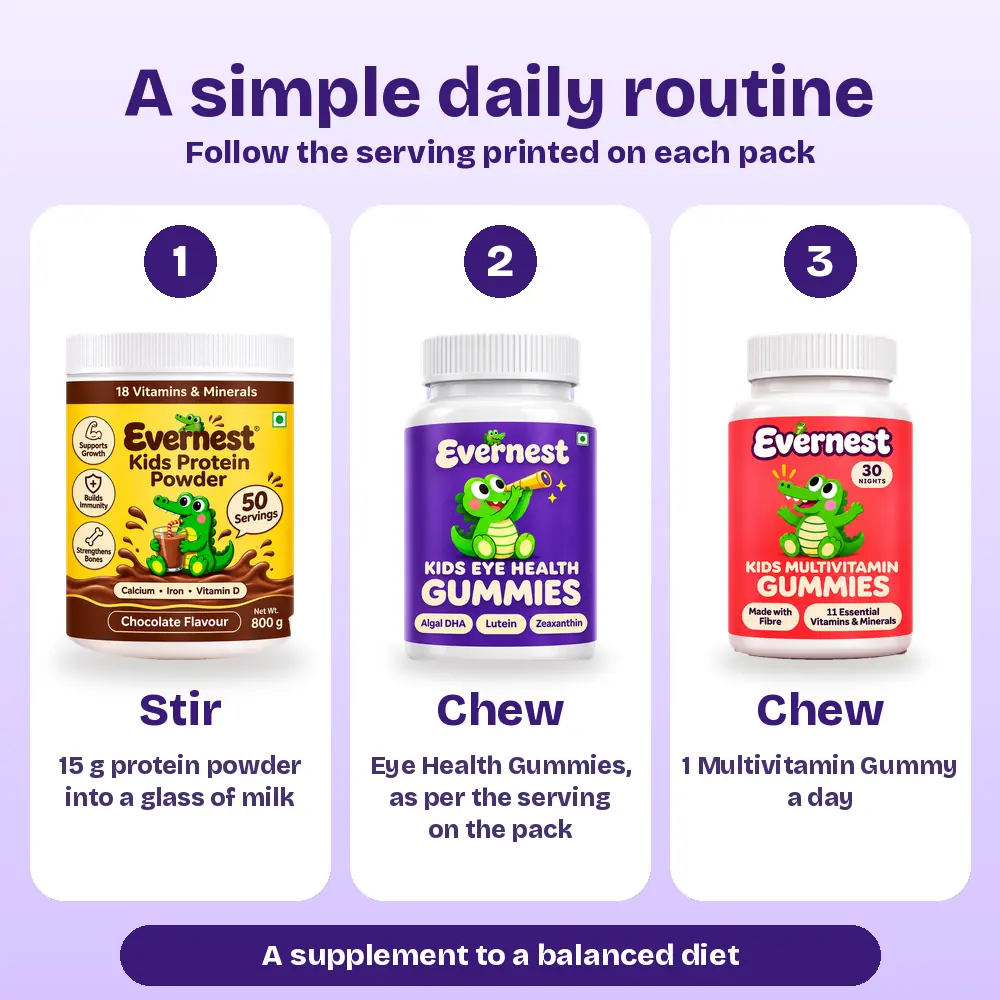 A simple daily routine
Follow the serving printed on each pack
1
18 Vitamins & Minerals
Supports
Growth
Evernest®
Kids Protein
Powder
Builds
Immunity
50
Servings
Strengthens
Bones
Calcium • Iron • Vitamin D
Chocolate Flavour
Net Wt.
800 g
Stir
15 g protein powder
into a glass of milk
2
Evernest
KIDS EYE HEALTH
GUMMIES
Algal DHA
Lutein
Zeaxanthin
Chew
Eye Health Gummies,
as per the serving
on the pack
3
Evernest
30
NIGHTS
KIDS MULTIVITAMIN
GUMMIES
Made with
Fibre
11 Essential
Vitamins & Minerals
Chew
1 Multivitamin Gummy
a day
A supplement to a balanced diet